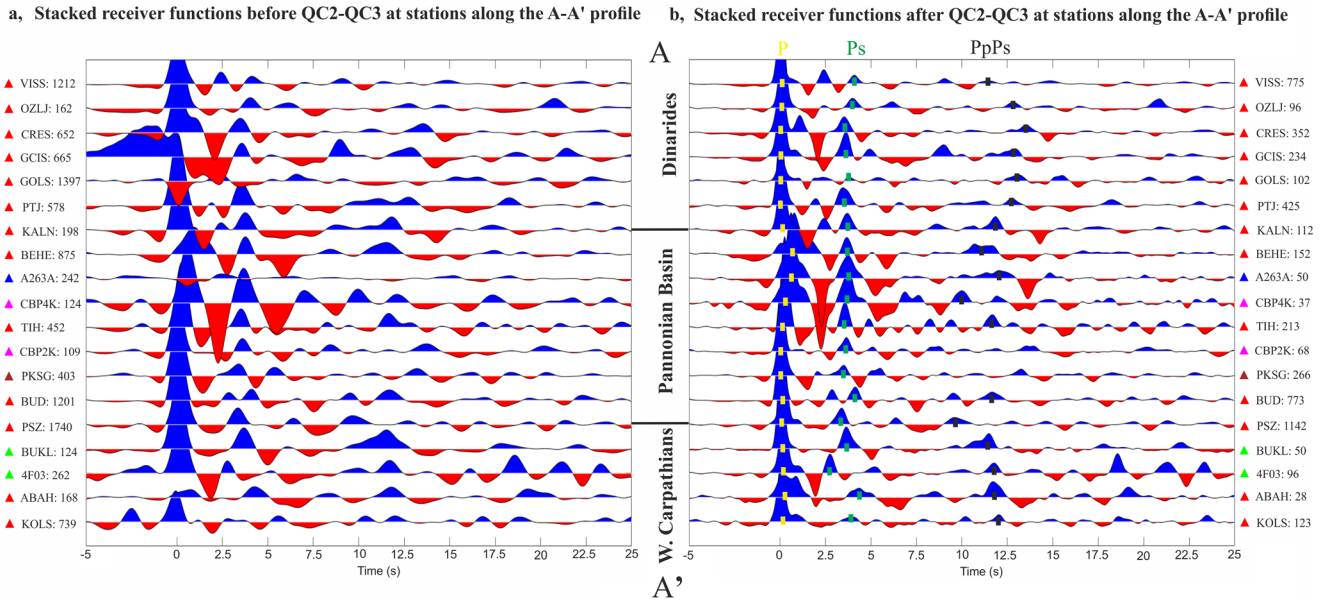 a, Stacked receiver functions before QC2-QC3 at stations along the A-A' profile
VISS: 1212
OZLJ: 162
CRES: 652
GCIS: 665
GOLS: 1397
PTJ: 578
KALN: 198
BEHE: 875
A263A: 242
CBP4K: 124
TIH: 452
CBP2K: 109
PKSG: 403
BUD: 1201
PSZ: 1740
BUKL: 124
4F03: 262
ABAH: 168
KOLS: 739
-5 0 2.5 5 7.5 10 12.5 15 17.5 20 22.5 25
Time (s)
A
Dinarides
Pannonian Basin
W. Carpathians
A’
b, Stacked receiver functions after QC2-QC3 at stations along the A-A' profile
P Ps PpPs
VISS: 775
OZLJ: 96
CRES: 352
GCIS: 234
GOLS: 102
PTJ: 425
KALN: 112
BEHE: 152
A263A: 50
CBP4K: 37
TIH: 213
CBP2K: 68
PKSG: 266
BUD: 773
PSZ: 1142
BUKL: 50
4F03: 96
ABAH: 28
KOLS: 123
-5 0 2.5 5 7.5 10 12.5 15 17.5 20 22.5 25
Time (s)